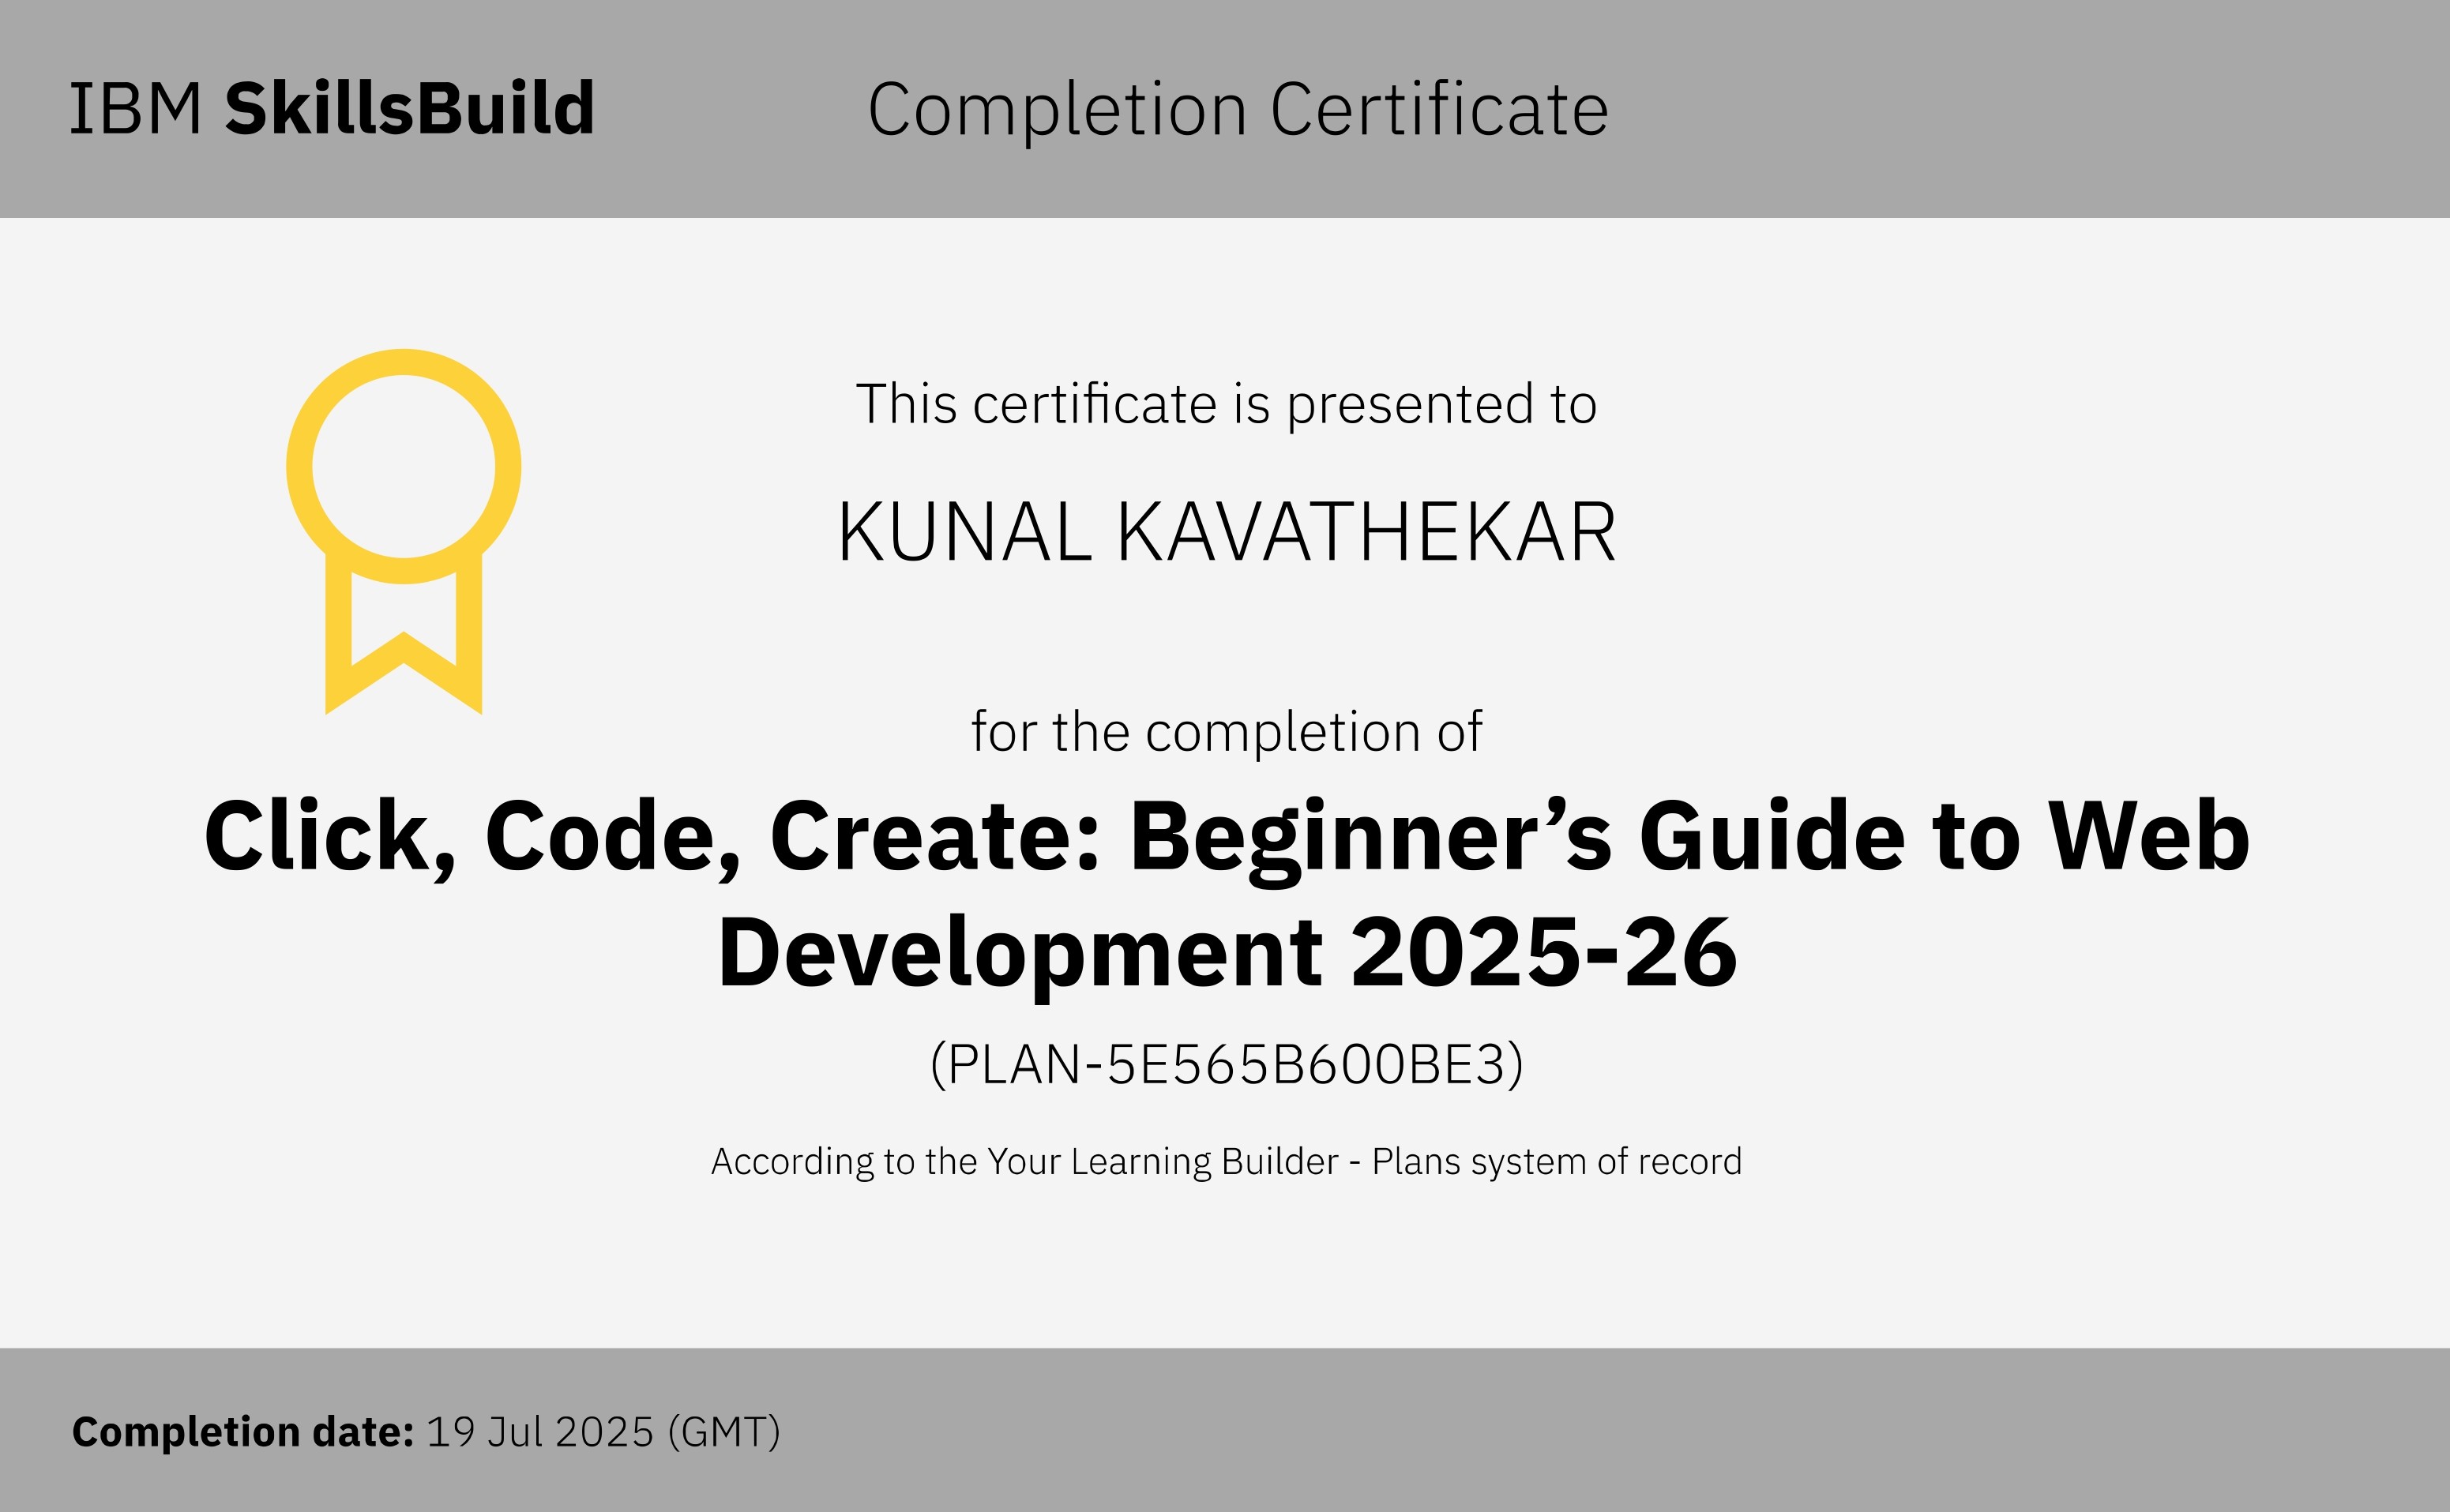 IBM SkillsBuild
Completion Certificate
This certificate is presented to
KUNAL KAVATHEKAR
for the completion of
Click, Code, Create: Beginner’s Guide to Web
Development 2025-26
(PLAN-5E565B600BE3)
According to the Your Learning Builder - Plans system of record
Completion date: 19 Jul 2025 (GMT)